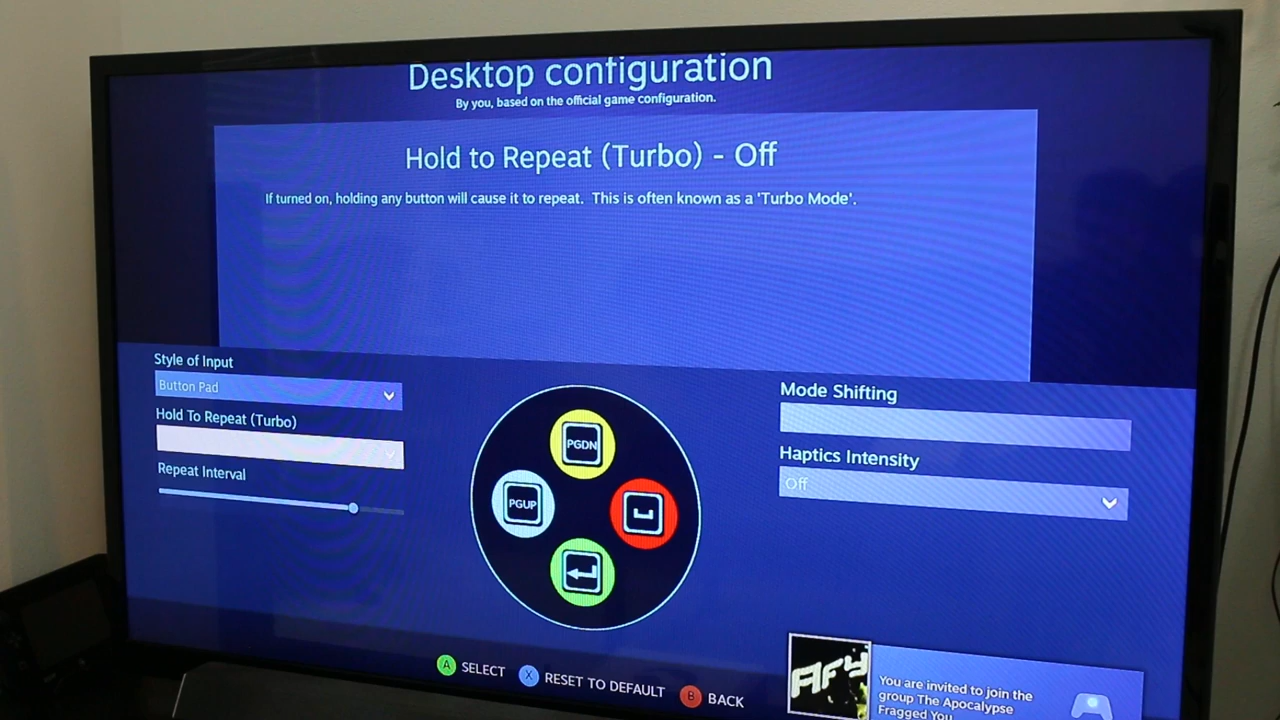 Desktop configuration
By you, based on the official game configuration.
Hold to Repeat (Turbo) - Off
If turned on, holding any button will cause it to repeat. This is often known as a 'Turbo Mode'.
Style of Input
Button Pad
Hold To Repeat (Turbo)
Repeat Interval
PGDN
PGUP
Mode Shifting
Haptics Intensity
Off
A SELECT
X RESET TO DEFAULT
B BACK
AFY
You are invited to join the
group The Apocalypse
Fragged You